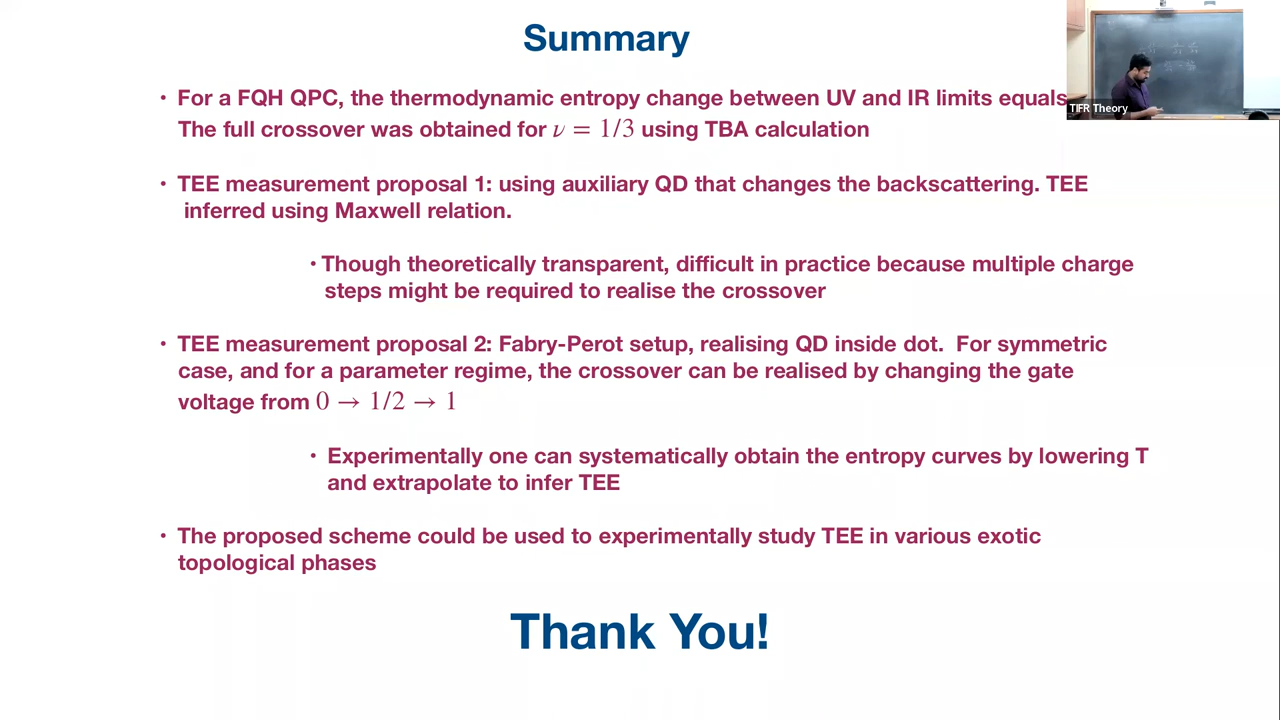 Summary
• For a FQH QPC, the thermodynamic entropy change between UV and IR limits equals
The full crossover was obtained for ν = 1/3 using TBA calculation
• TEE measurement proposal 1: using auxiliary QD that changes the backscattering. TEE
inferred using Maxwell relation.
• Though theoretically transparent, difficult in practice because multiple charge
steps might be required to realise the crossover
• TEE measurement proposal 2: Fabry-Perot setup, realising QD inside dot. For symmetric
case, and for a parameter regime, the crossover can be realised by changing the gate
voltage from 0 → 1/2 → 1
• Experimentally one can systematically obtain the entropy curves by lowering T
and extrapolate to infer TEE
• The proposed scheme could be used to experimentally study TEE in various exotic
topological phases
Thank You!
TIFR Theory